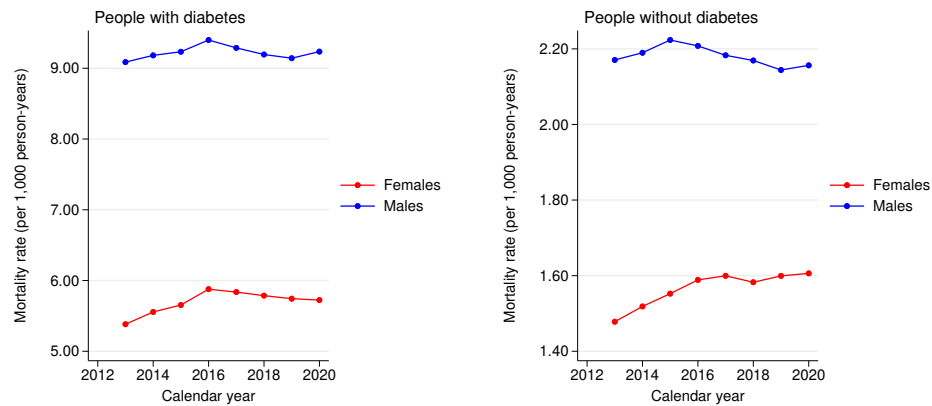 People with diabetes
Mortality rate (per 1,000 person-years)
9.00
8.00
7.00
6.00
5.00
2012 2014 2016 2018 2020
Calendar year
Females
Males
People without diabetes
Mortality rate (per 1,000 person-years)
2.20
2.00
1.80
1.60
1.40
2012 2014 2016 2018 2020
Calendar year
Females
Males